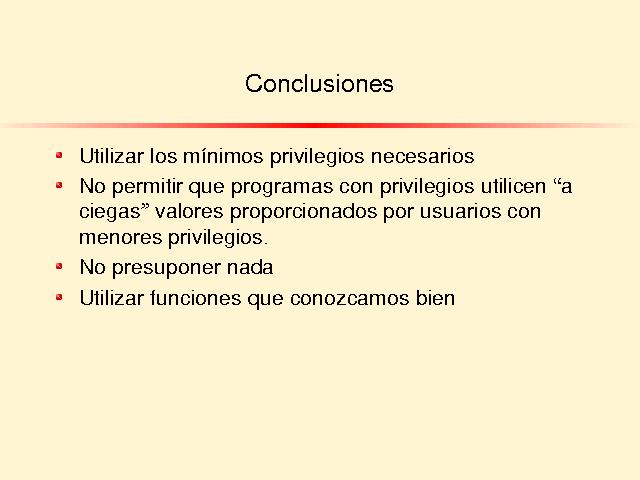 Conclusiones
Utilizar los mínimos privilegios necesarios
No permitir que programas con privilegios utilicen “a
ciegas” valores proporcionados por usuarios con
menores privilegios.
No presuponer nada
Utilizar funciones que conozcamos bien